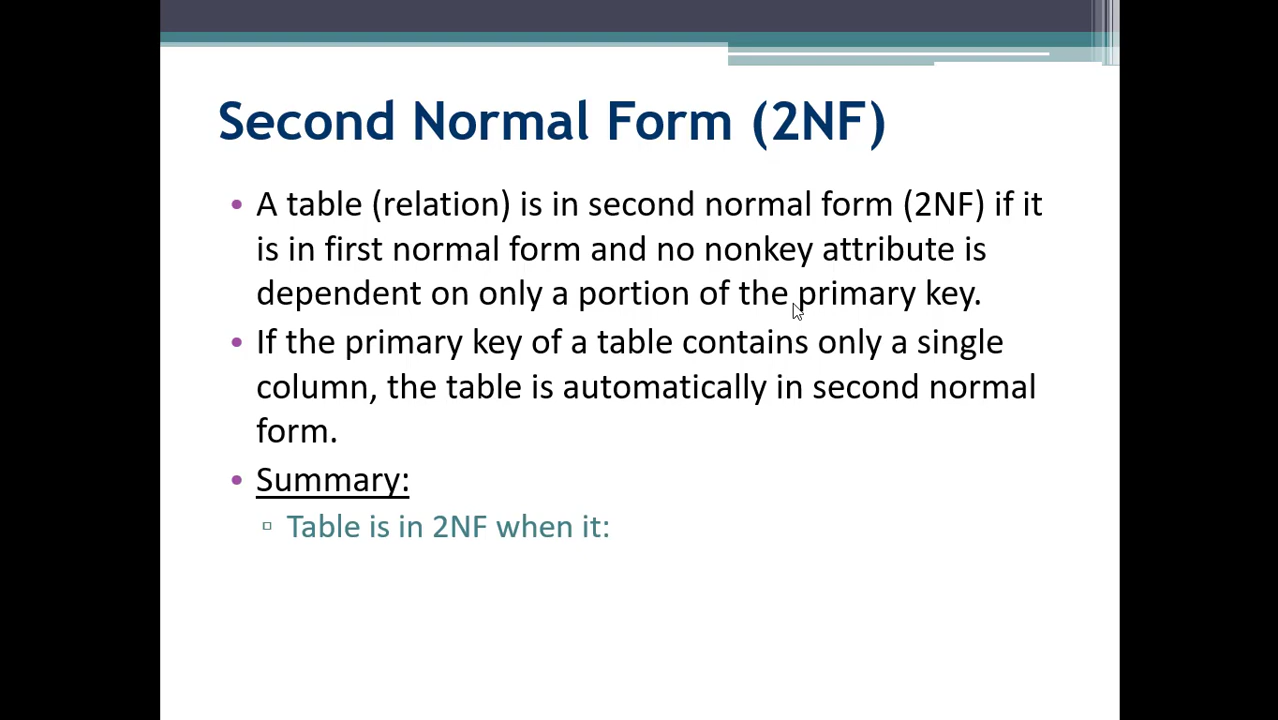 Second Normal Form (2NF)
• A table (relation) is in second normal form (2NF) if it
is in first normal form and no nonkey attribute is
dependent on only a portion of the primary key.
• If the primary key of a table contains only a single
column, the table is automatically in second normal
form.
• Summary:
▫ Table is in 2NF when it: